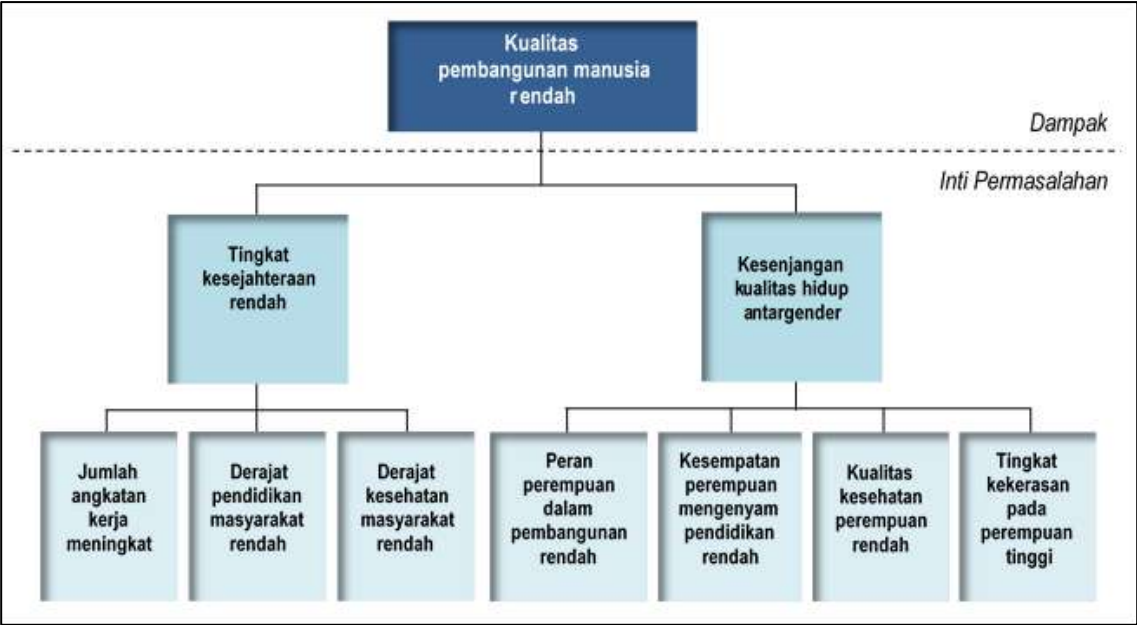 Kualitas
pembangunan manusia
rendah
Dampak
Inti Permasalahan
Tingkat
kesejahteraan
rendah
Kesenjangan
kualitas hidup
antargender
Jumlah
angkatan
kerja
meningkat
Derajat
pendidikan
masyarakat
rendah
Derajat
kesehatan
masyarakat
rendah
Peran
perempuan
dalam
pembangunan
rendah
Kesempatan
perempuan
mengenyam
pendidikan
rendah
Kualitas
kesehatan
perempuan
rendah
Tingkat
kekerasan
pada
perempuan
tinggi